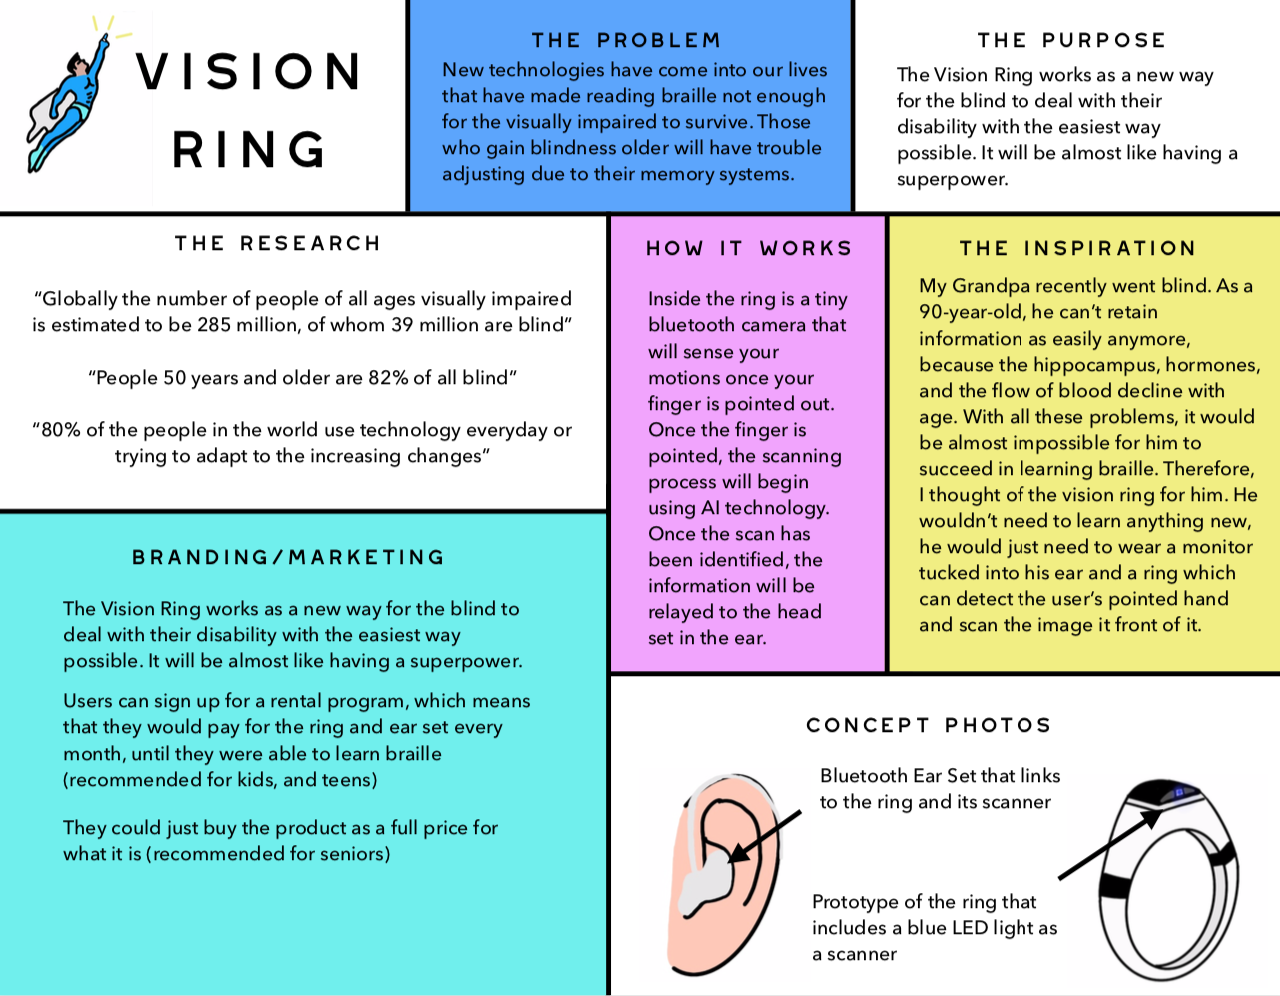 VISION
RING
THE PROBLEM
New technologies have come into our lives
that have made reading braille not enough
for the visually impaired to survive. Those
who gain blindness older will have trouble
adjusting due to their memory systems.
THE PURPOSE
The Vision Ring works as a new way
for the blind to deal with their
disability with the easiest way
possible. It will be almost like having a
superpower.
THE RESEARCH
“Globally the number of people of all ages visually impaired
is estimated to be 285 million, of whom 39 million are blind”
“People 50 years and older are 82% of all blind”
“80% of the people in the world use technology everyday or
trying to adapt to the increasing changes”
HOW IT WORKS
Inside the ring is a tiny
bluetooth camera that
will sense your
motions once your
finger is pointed out.
Once the finger is
pointed, the scanning
process will begin
using AI technology.
Once the scan has
been identified, the
information will be
relayed to the head
set in the ear.
THE INSPIRATION
My Grandpa recently went blind. As a
90-year-old, he can’t retain
information as easily anymore,
because the hippocampus, hormones,
and the flow of blood decline with
age. With all these problems, it would
be almost impossible for him to
succeed in learning braille. Therefore,
I thought of the vision ring for him. He
wouldn’t need to learn anything new,
he would just need to wear a monitor
tucked into his ear and a ring which
can detect the user’s pointed hand
and scan the image it front of it.
BRANDING/MARKETING
The Vision Ring works as a new way for the blind to
deal with their disability with the easiest way
possible. It will be almost like having a superpower.
Users can sign up for a rental program, which means
that they would pay for the ring and ear set every
month, until they were able to learn braille
(recommended for kids, and teens)
They could just buy the product as a full price for
what it is (recommended for seniors)
CONCEPT PHOTOS
Bluetooth Ear Set that links
to the ring and its scanner
Prototype of the ring that
includes a blue LED light as
a scanner